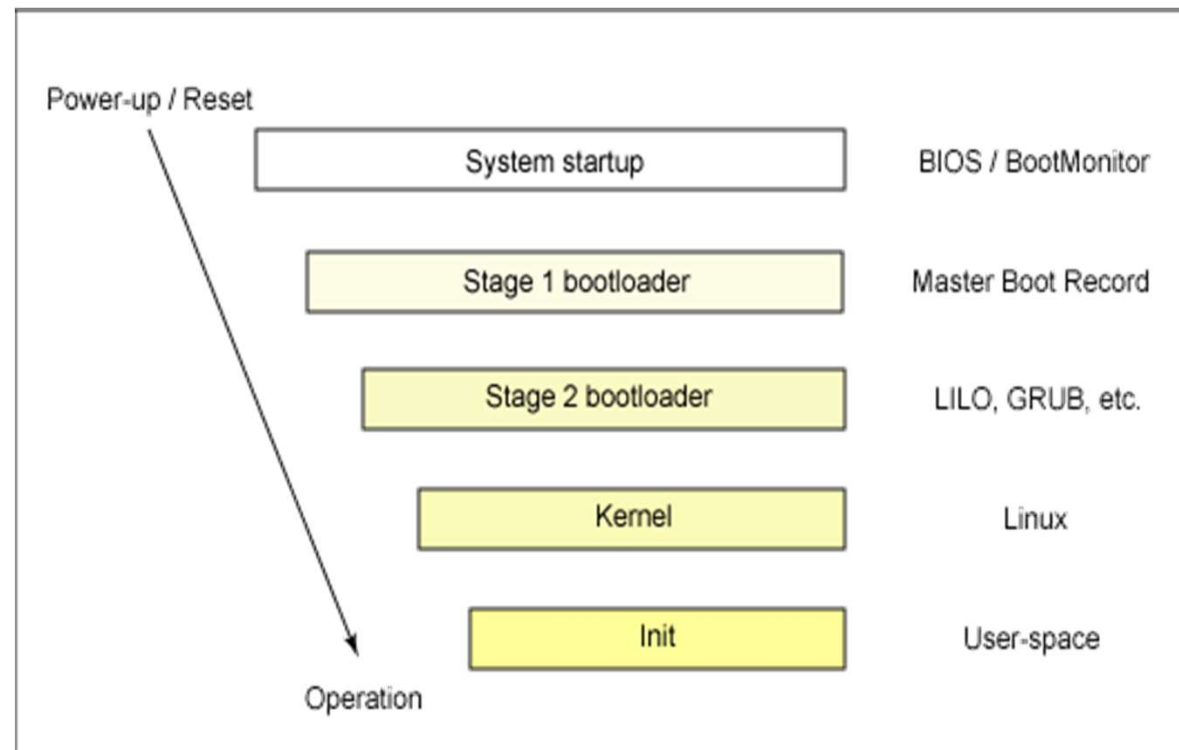 Power-up / Reset
System startup
BIOS / BootMonitor
Stage 1 bootloader
Master Boot Record
Stage 2 bootloader
LILO, GRUB, etc.
Kernel
Linux
Init
User-space
Operation